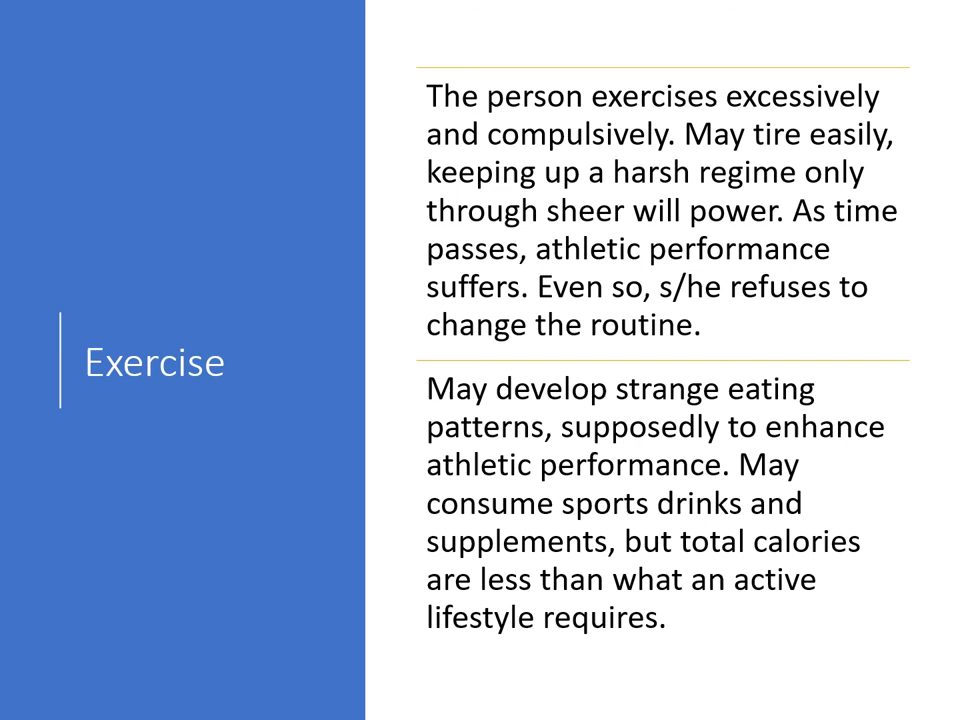 Exercise
The person exercises excessively
and compulsively. May tire easily,
keeping up a harsh regime only
through sheer will power. As time
passes, athletic performance
suffers. Even so, s/he refuses to
change the routine.
May develop strange eating
patterns, supposedly to enhance
athletic performance. May
consume sports drinks and
supplements, but total calories
are less than what an active
lifestyle requires.